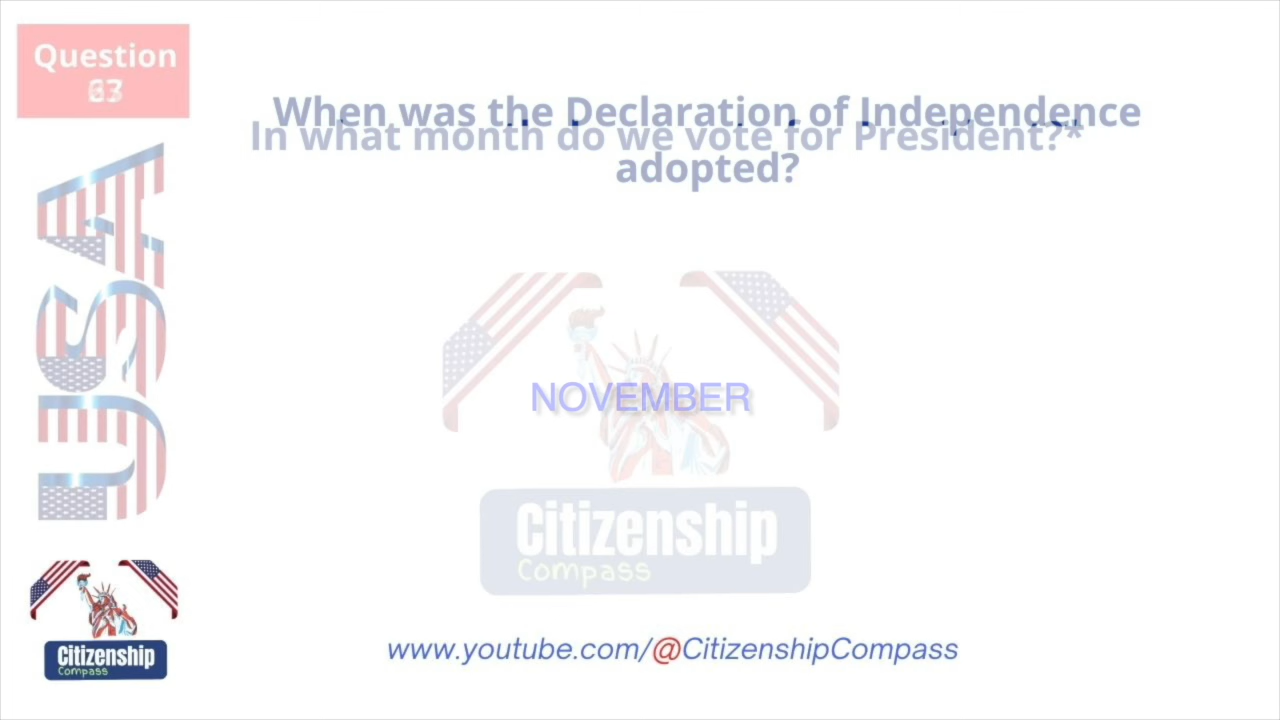 Question
When was the Declaration of Independence
In what month do we vote for President?*
adopted?
USA
NOVEMBER
Citizenship
Compass
Citizenship
Compass
www.youtube.com/@CitizenshipCompass